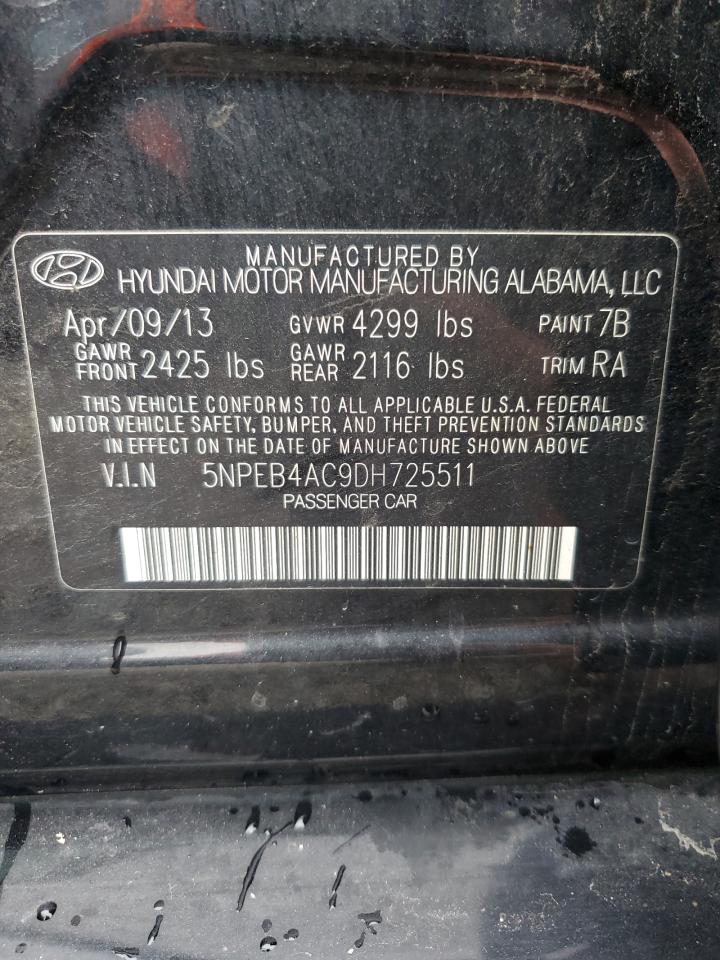 MANUFACTURED BY
HYUNDAI MOTOR MANUFACTURING ALABAMA, LLC
Apr/09/13 GVWR 4299 lbs PAINT 7B
GAWR FRONT 2425 lbs GAWR REAR 2116 lbs TRIM RA
THIS VEHICLE CONFORMS TO ALL APPLICABLE U.S.A. FEDERAL
MOTOR VEHICLE SAFETY, BUMPER, AND THEFT PREVENTION STANDARDS
IN EFFECT ON THE DATE OF MANUFACTURE SHOWN ABOVE
V.I.N 5NPEB4AC9DH725511
PASSENGER CAR